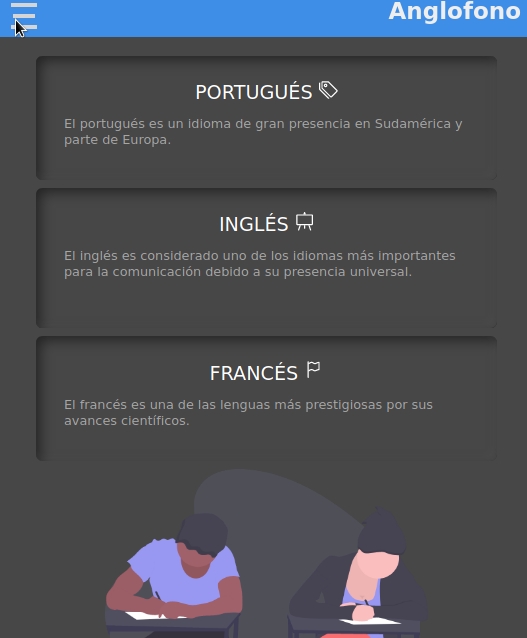 Anglofono
PORTUGUÉS
El portugués es un idioma de gran presencia en Sudamérica y
parte de Europa.
INGLÉS
El inglés es considerado uno de los idiomas más importantes
para la comunicación debido a su presencia universal.
FRANCÉS
El francés es una de las lenguas más prestigiosas por sus
avances científicos.